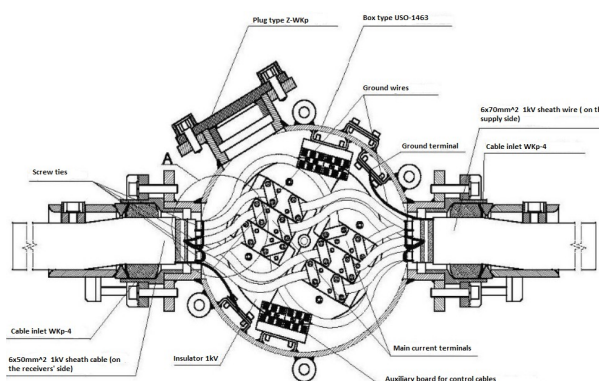 Plug type Z-WKp
Box type USO-1463
Ground wires
6x70mm^2 1kV sheath wire ( on th
supply side)
Ground terminal
Cable inlet WKp-4
A
Screw ties
Cable inlet WKp-4
6x50mm^2 1kV sheath cable (on
the receivers' side)
Insulator 1kV
Main current terminals
Auxiliary board for control cables